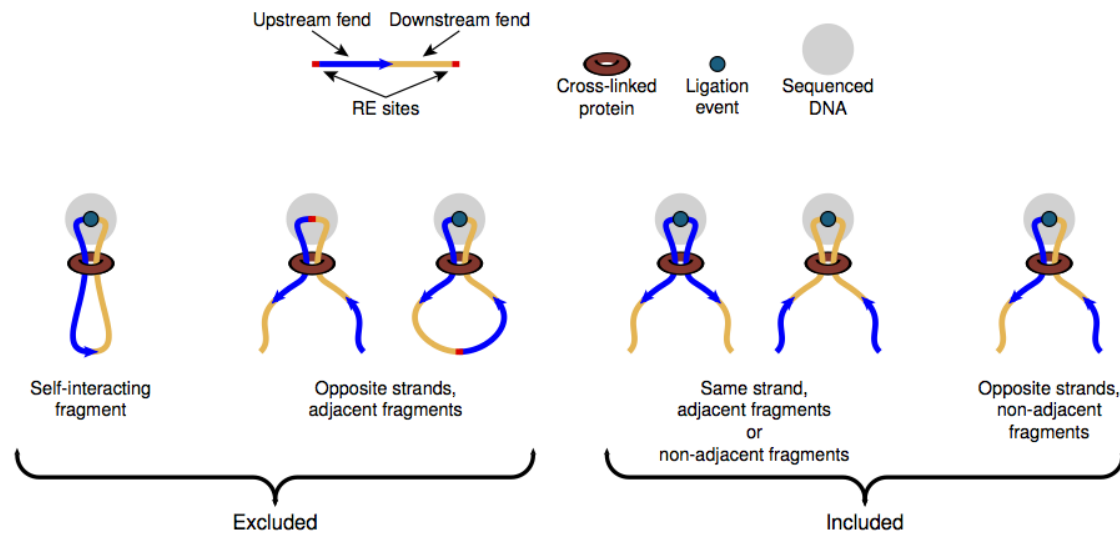 Upstream fend
Downstream fend
RE sites
Cross-linked
protein
Ligation
event
Sequenced
DNA
Self-interacting
fragment
Opposite strands,
adjacent fragments
Same strand,
adjacent fragments
or
non-adjacent fragments
Opposite strands,
non-adjacent
fragments
Excluded
Included